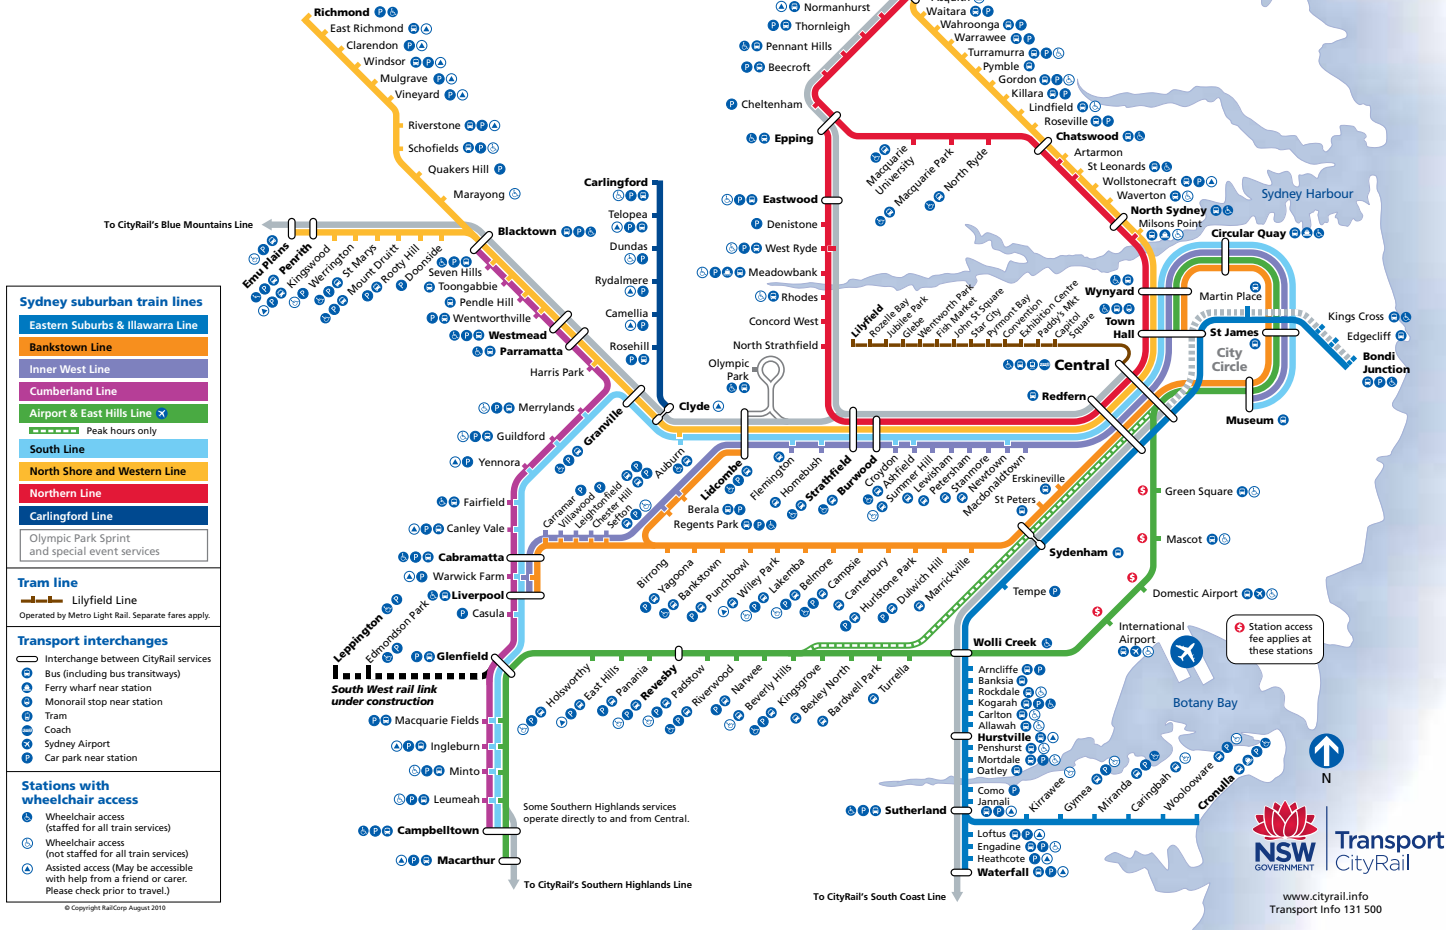 Richmond
East Richmond
Clarendon
Windsor
Mulgrave
Vineyard
Riverstone
Schofields
Quakers Hill
Marayong
To CityRail's Blue Mountains Line
Emu Plains
Penrith
Kingswood
Werrington
St Marys
Mount Druitt
Rooty Hill
Doonside
Blacktown
Seven Hills
Toongabbie
Pendle Hill
Wentworthville
Westmead
Parramatta
Harris Park
Merrylands
Guildford
Yennora
Fairfield
Canley Vale
Cabramatta
Warwick Farm
Liverpool
Casula
Leppington
Edmondson Park
Glenfield
South West rail link
under construction
Macquarie Fields
Ingleburn
Minto
Leumeah
Campbelltown
Macarthur
Some Southern Highlands services
operate directly to and from Central.
To CityRail's Southern Highlands Line
Carlingford
Telopea
Dundas
Rydalmere
Camellia
Rosehill
Clyde
Granville
Auburn
Lidcombe
Olympic
Park
Carramar
Villawood
Leightonfield
Chester Hill
Sefton
Berala
Regents Park
Flemington
Homebush
Strathfield
Burwood
Croydon
Ashfield
Summer Hill
Lewisham
Petersham
Stanmore
Newtown
Macdonaldtown
Normanhurst
Thornleigh
Pennant Hills
Beecroft
Cheltenham
Epping
Eastwood
Denistone
West Ryde
Meadowbank
Rhodes
Concord West
North Strathfield
Macquarie
University
Macquarie Park
North Ryde
Waitara
Wahroonga
Warrawee
Turramurra
Pymble
Gordon
Killara
Lindfield
Roseville
Chatswood
Artarmon
St Leonards
Wollstonecraft
Waverton
North Sydney
Milsons Point
Sydney Harbour
Circular Quay
Wynyard
Town
Hall
Martin Place
St James
City
Circle
Museum
Kings Cross
Edgecliff
Bondi
Junction
Central
Redfern
Lilyfield
Rozelle Bay
Jubilee Park
Glebe
Wentworth Park
Fish Market
John St Square
Star City
Pyrmont Bay
Convention
Exhibition Centre
Paddy's Mkt
Capitol
Square
Erskineville
St Peters
Sydenham
Birrong
Yagoona
Bankstown
Punchbowl
Wiley Park
Lakemba
Belmore
Campsie
Canterbury
Hurlstone Park
Dulwich Hill
Marrickville
Green Square
Mascot
Domestic Airport
International
Airport
Station access
fee applies at
these stations
Tempe
Wolli Creek
Holsworthy
East Hills
Panania
Revesby
Padstow
Riverwood
Narwee
Beverly Hills
Kingsgrove
Bexley North
Bardwell Park
Turrella
Arncliffe
Banksia
Rockdale
Kogarah
Carlton
Allawah
Hurstville
Penshurst
Mortdale
Oatley
Como
Jannali
Sutherland
Kirrawee
Gymea
Miranda
Caringbah
Woolooware
Cronulla
Loftus
Engadine
Heathcote
Waterfall
To CityRail's South Coast Line
Botany Bay
N
NSW
GOVERNMENT
Transport
CityRail
www.cityrail.info
Transport Info 131 500
Sydney suburban train lines
Eastern Suburbs & Illawarra Line
Bankstown Line
Inner West Line
Cumberland Line
Airport & East Hills Line
Peak hours only
South Line
North Shore and Western Line
Northern Line
Carlingford Line
Olympic Park Sprint
and special event services
Tram line
Lilyfield Line
Operated by Metro Light Rail. Separate fares apply.
Transport interchanges
Interchange between CityRail services
Bus (including bus transitways)
Ferry wharf near station
Monorail stop near station
Tram
Coach
Sydney Airport
Car park near station
Stations with
wheelchair access
Wheelchair access
(staffed for all train services)
Wheelchair access
(not staffed for all train services)
Assisted access (May be accessible
with help from a friend or carer.
Please check prior to travel.)
© Copyright RailCorp August 2010